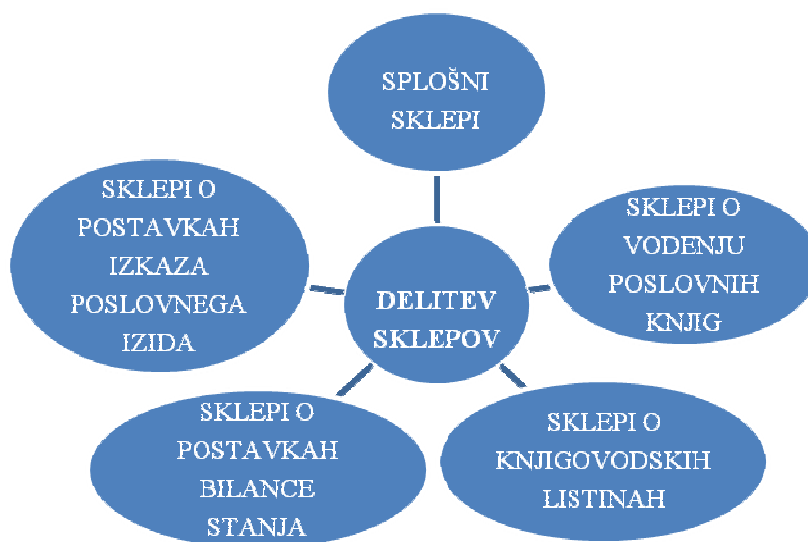 SPLOŠNI
SKLEPI
SKLEPI O
POSTAVKAH
IZKAZA
POSLOVNEGA
IZIDA
SKLEPI O
VODENJU
POSLOVNIH
KNJIG
DELITEV
SKLEPOV
SKLEPI O
POSTAVKAH
BILANCE
STANJA
SKLEPI O
KNJIGOVODSKIH
LISTINAH